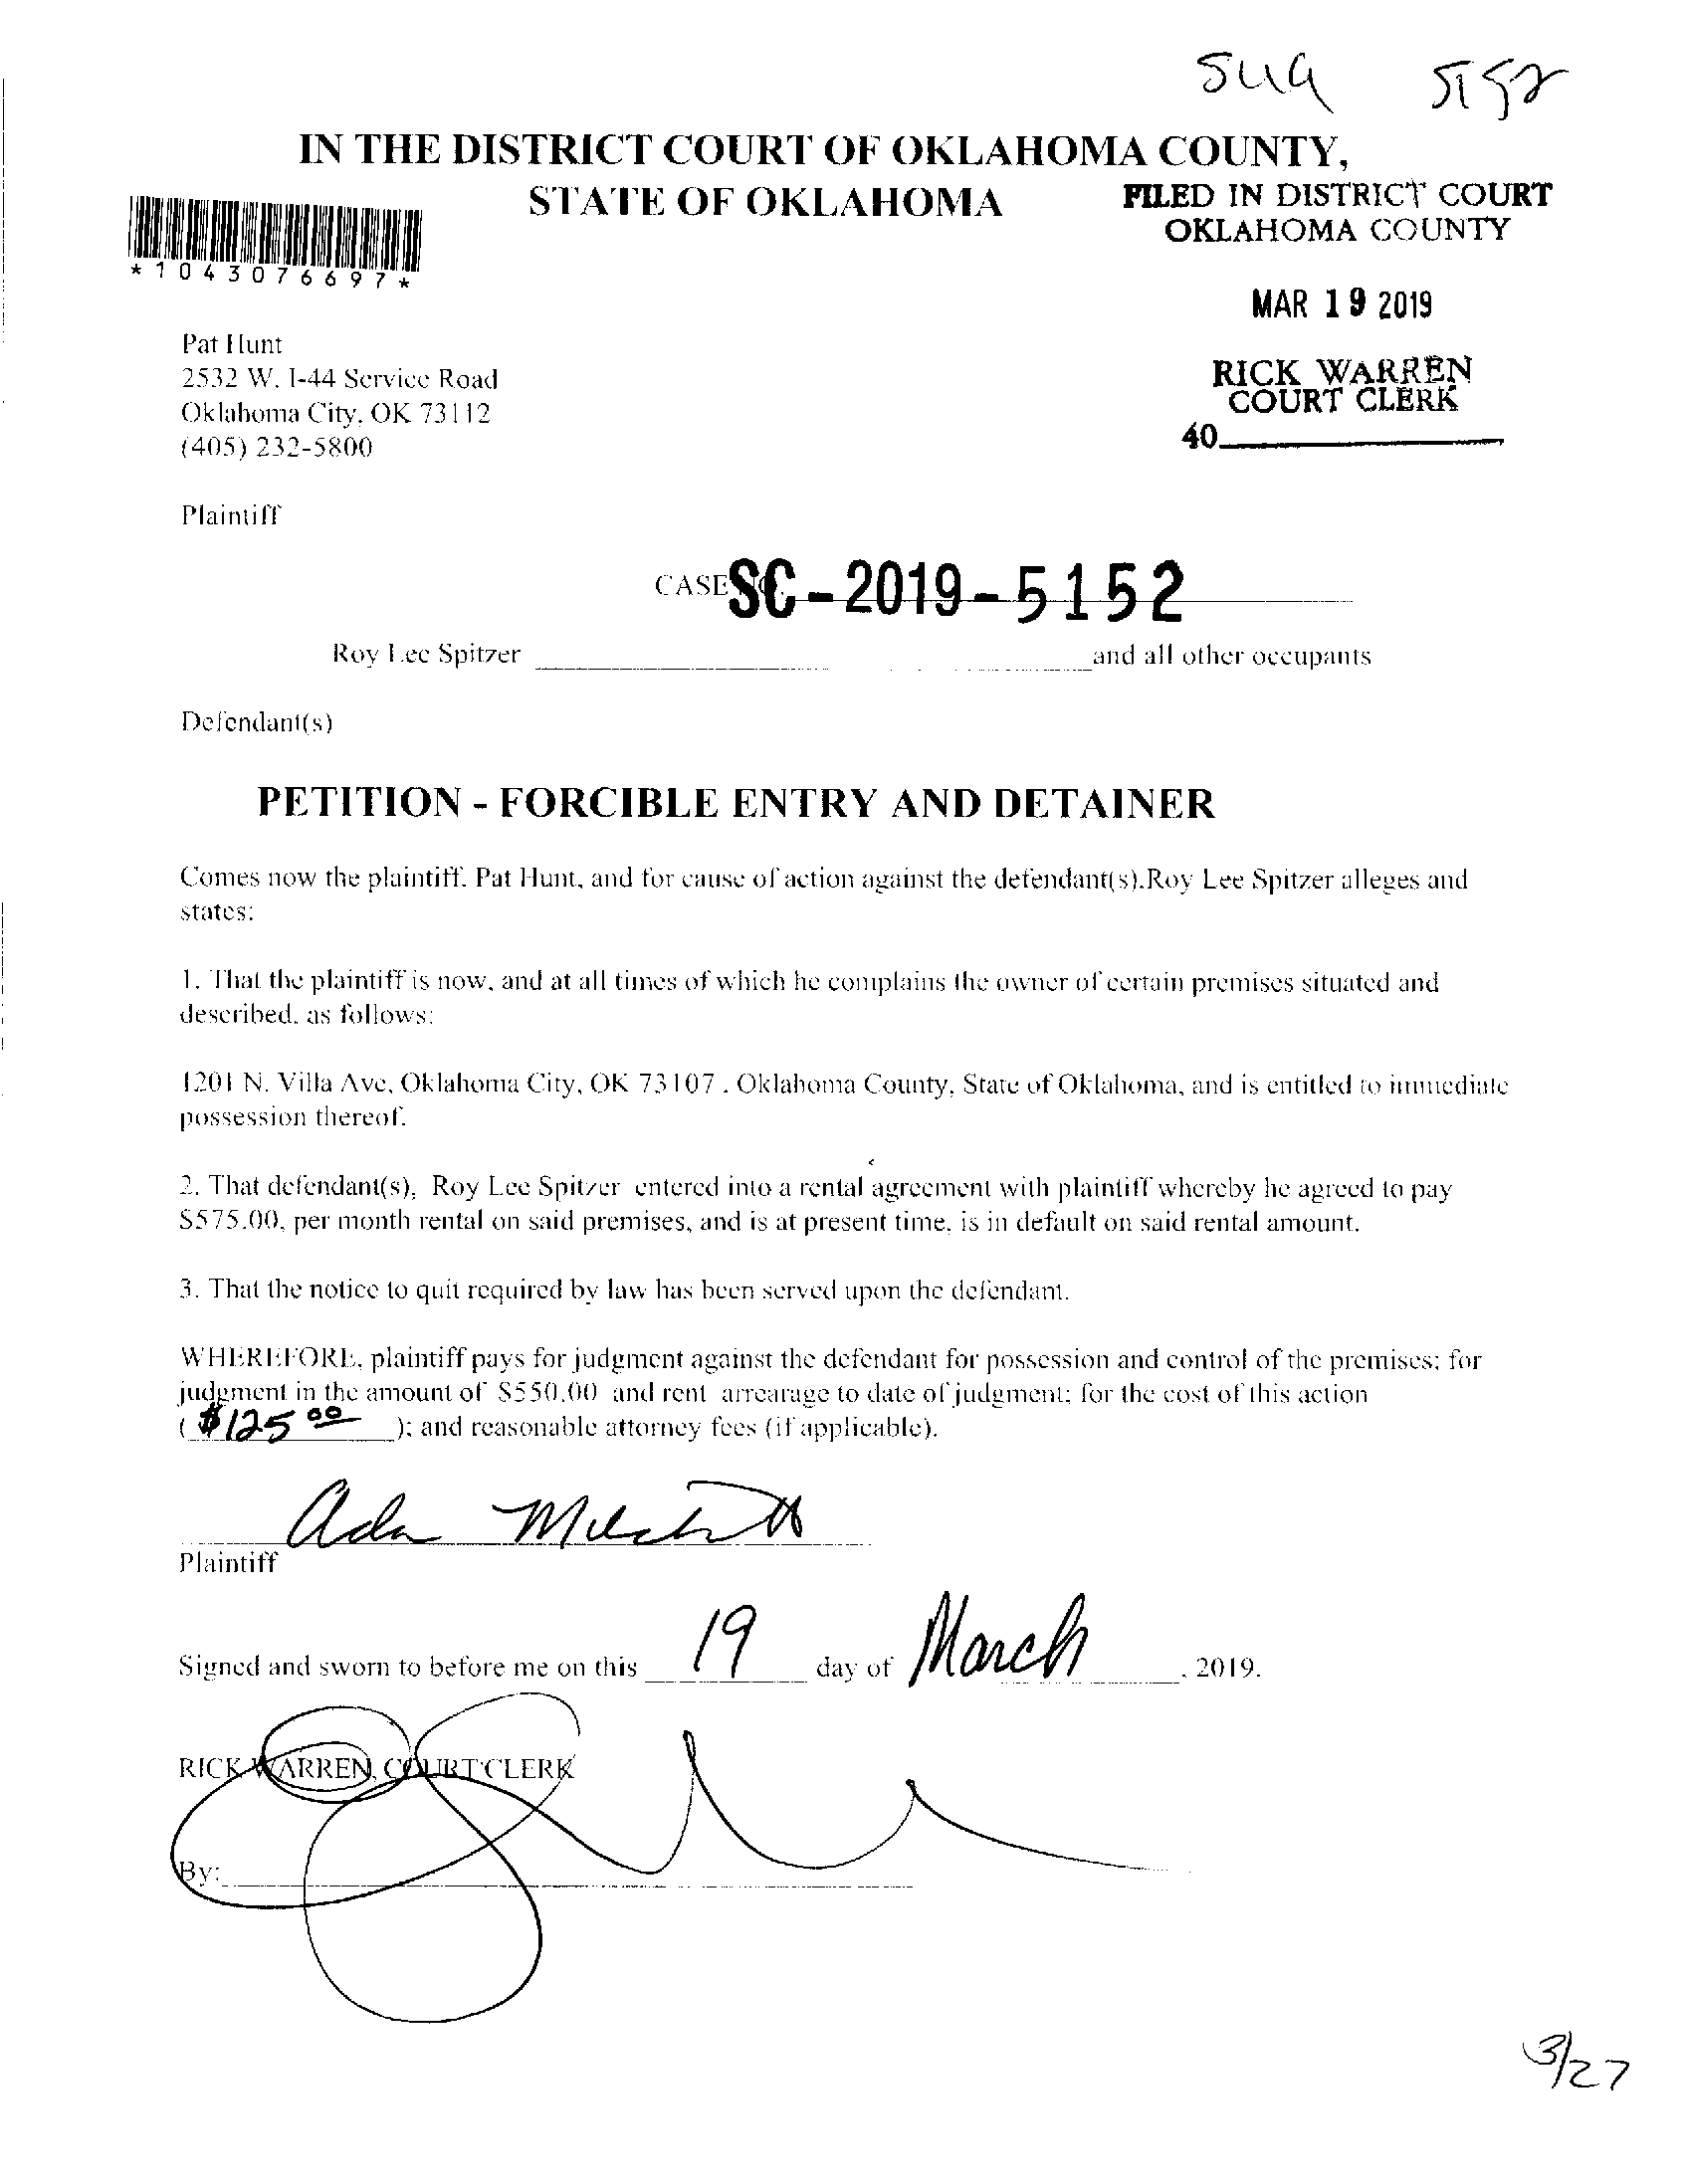 IN THE DISTRICT COURT OF OKLAHOMA COUNTY,
STATE OF OKLAHOMA
FILED IN DISTRICT COURT
OKLAHOMA COUNTY
*1043076697*
MAR 19 2019
RICK WARREN
COURT CLERK
40
Pat Hunt
2532 W. I-44 Service Road
Oklahoma City, OK 73112
(405) 232-5800
Plaintiff
CASE SC-2019-5152
Roy Lee Spitzer and all other occupants
Defendant(s)
PETITION - FORCIBLE ENTRY AND DETAINER
Comes now the plaintiff. Pat Hunt, and for cause of action against the defendant(s).Roy Lee Spitzer alleges and
states:
1. That the plaintiff is now, and at all times of which he complains the owner of certain premises situated and
described, as follows:
1201 N. Villa Ave, Oklahoma City, OK 73107 . Oklahoma County, State of Oklahoma, and is entitled to immediate
possession thereof.
2. That defendant(s), Roy Lee Spitzer entered into a rental agreement with plaintiff whereby he agreed to pay
$575.00, per month rental on said premises, and is at present time, is in default on said rental amount.
3. That the notice to quit required by law has been served upon the defendant.
WHEREFORE, plaintiff pays for judgment against the defendant for possession and control of the premises; for
judgment in the amount of $550.00 and rent arrearage to date of judgment; for the cost of this action
( $125 00 ); and reasonable attorney fees (if applicable).
Plaintiff
Signed and sworn to before me on this 19 day of March, 2019.
RICK WARREN, COURT CLERK
By:
3/27